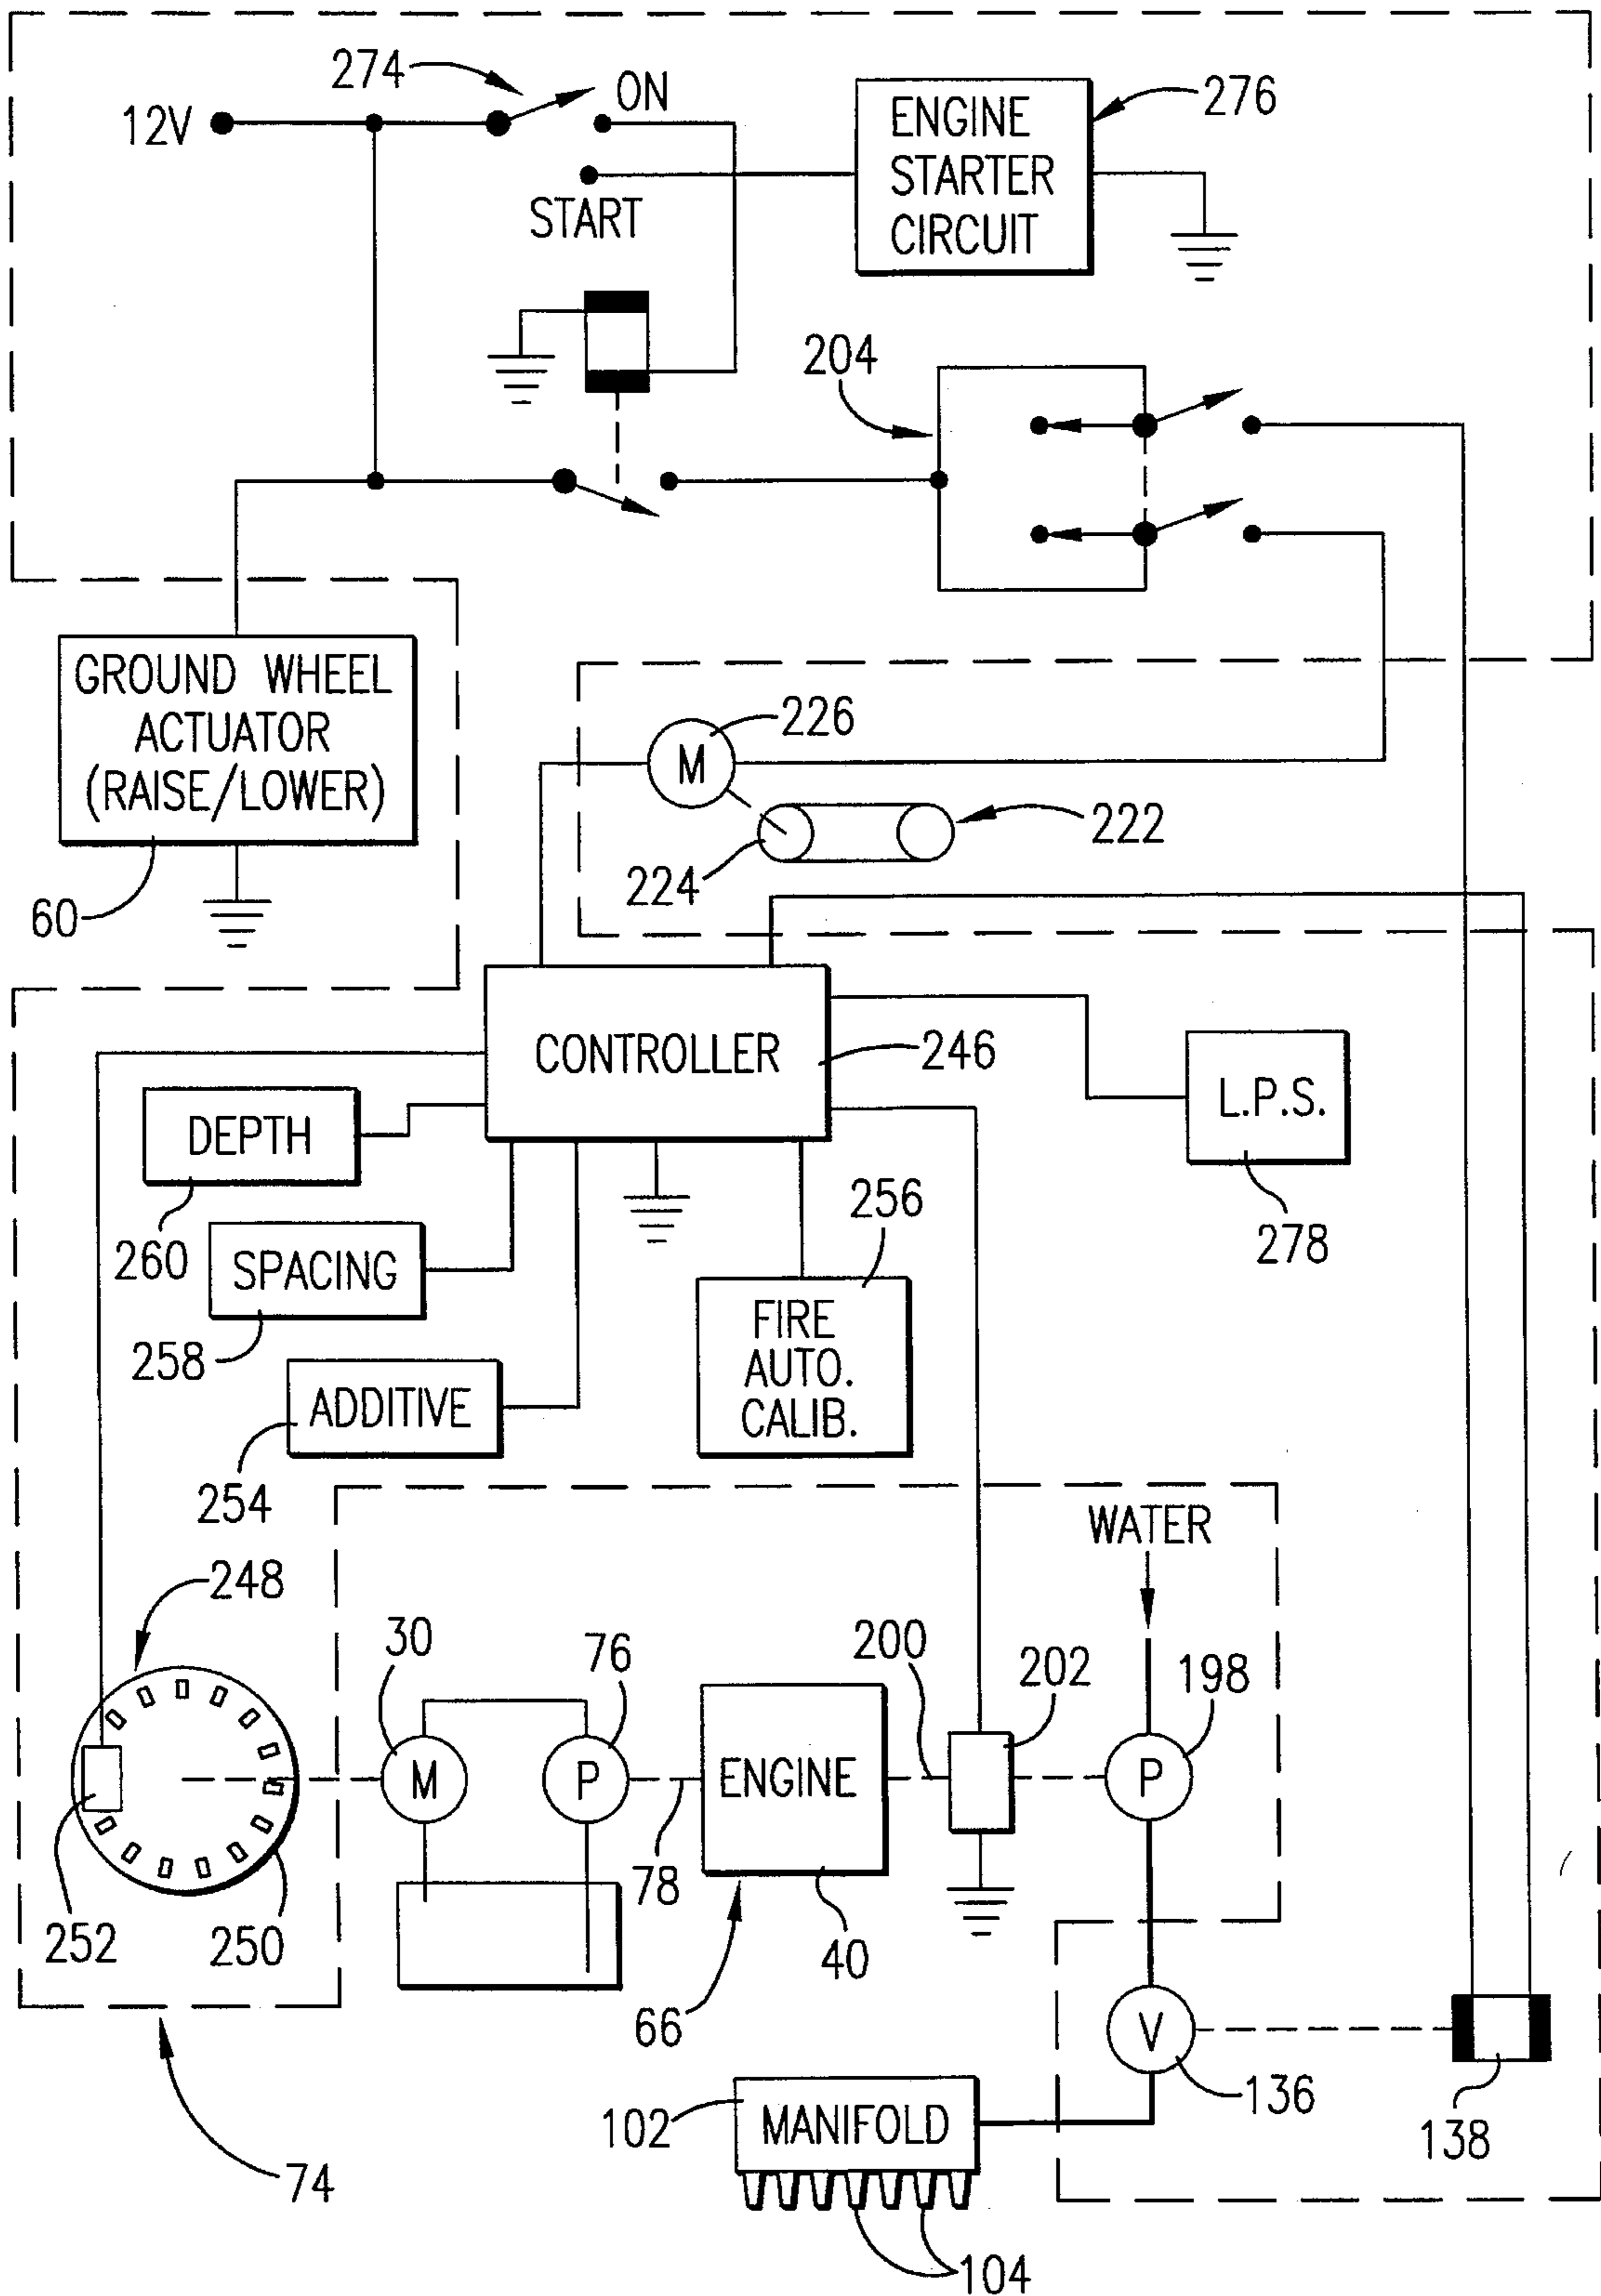 274
ON
12V
START
ENGINE
STARTER
CIRCUIT
276
204
GROUND WHEEL
ACTUATOR
(RAISE/LOWER)
60
226
M
222
224
CONTROLLER
246
L.P.S.
278
DEPTH
260
256
SPACING
258
FIRE
AUTO.
CALIB.
ADDITIVE
254
WATER
248
30
76
200
202
198
M
P
ENGINE
P
78
252
250
40
66
V
136
138
102
MANIFOLD
74
104